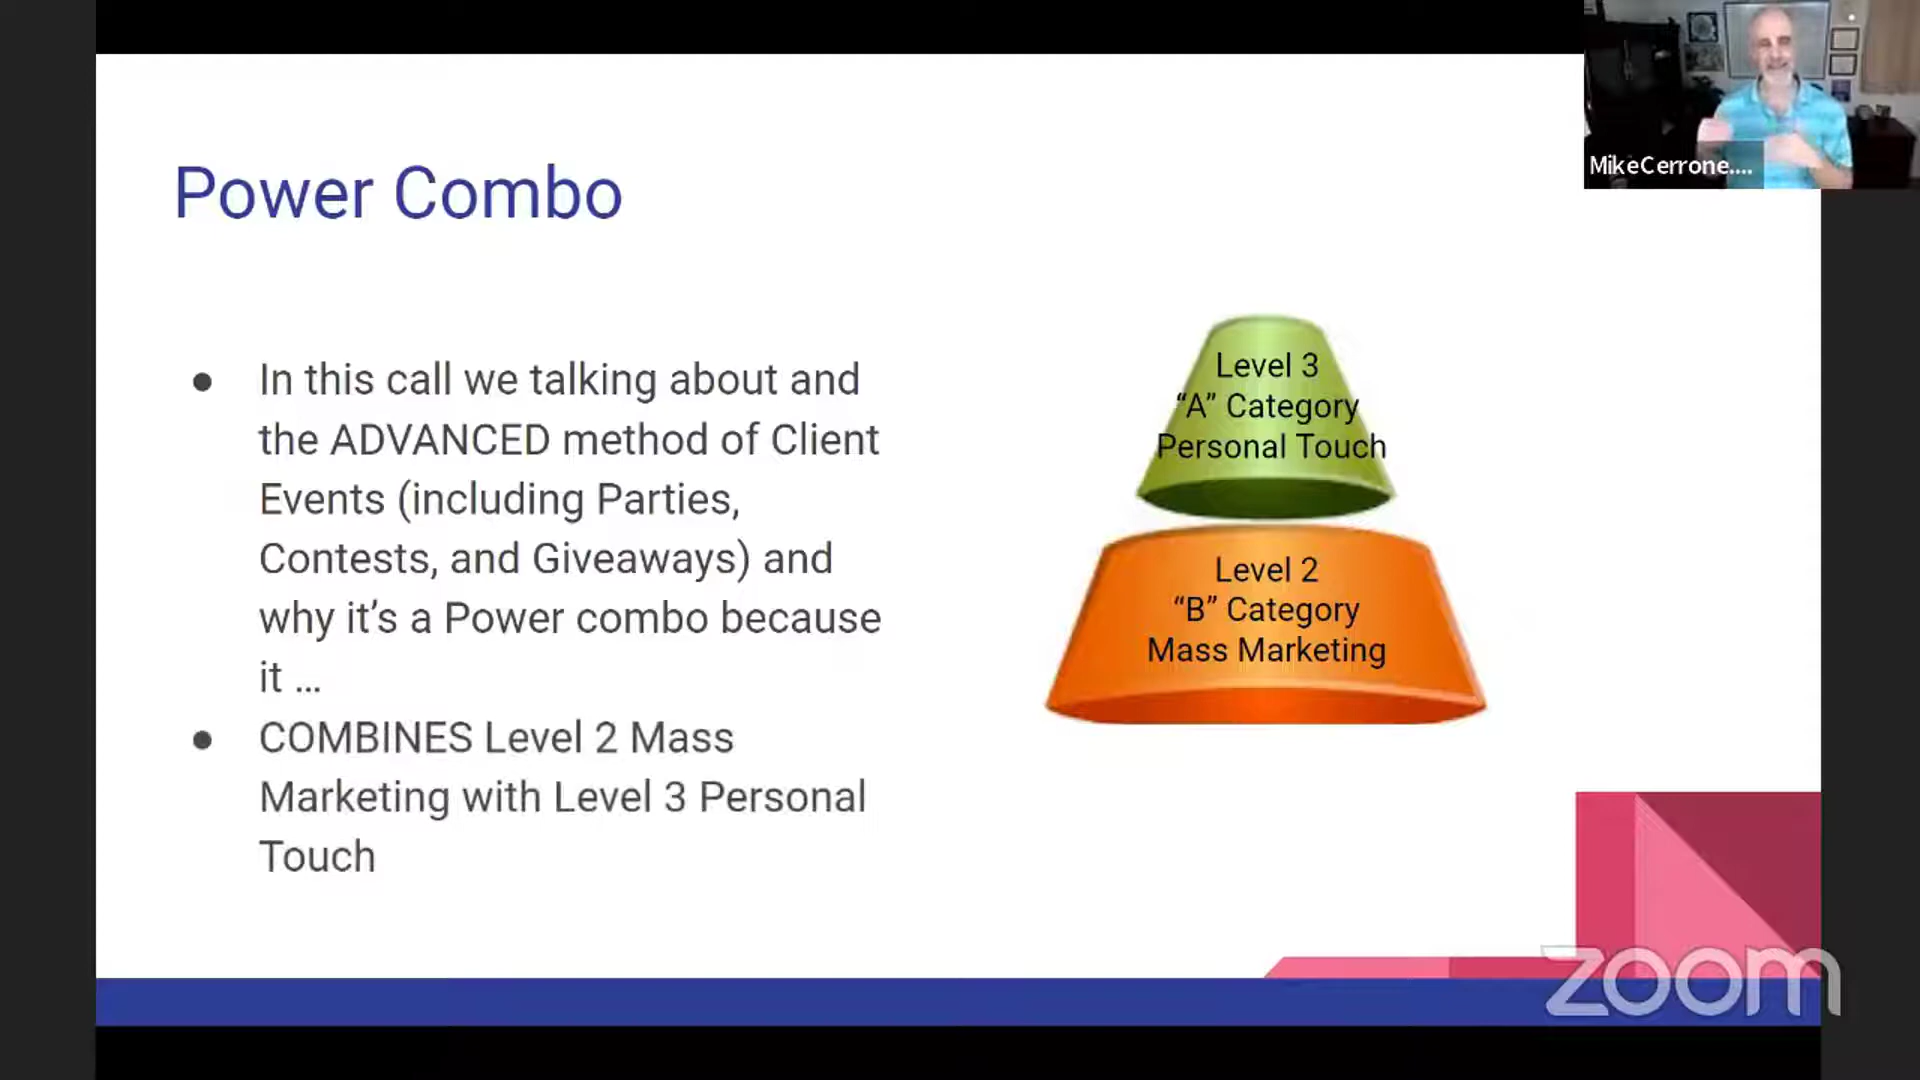 MikeCerrone....
Power Combo
● In this call we talking about and
the ADVANCED method of Client
Events (including Parties,
Contests, and Giveaways) and
why it’s a Power combo because
it ...
● COMBINES Level 2 Mass
Marketing with Level 3 Personal
Touch
Level 3
“A” Category
Personal Touch
Level 2
“B” Category
Mass Marketing
zoom